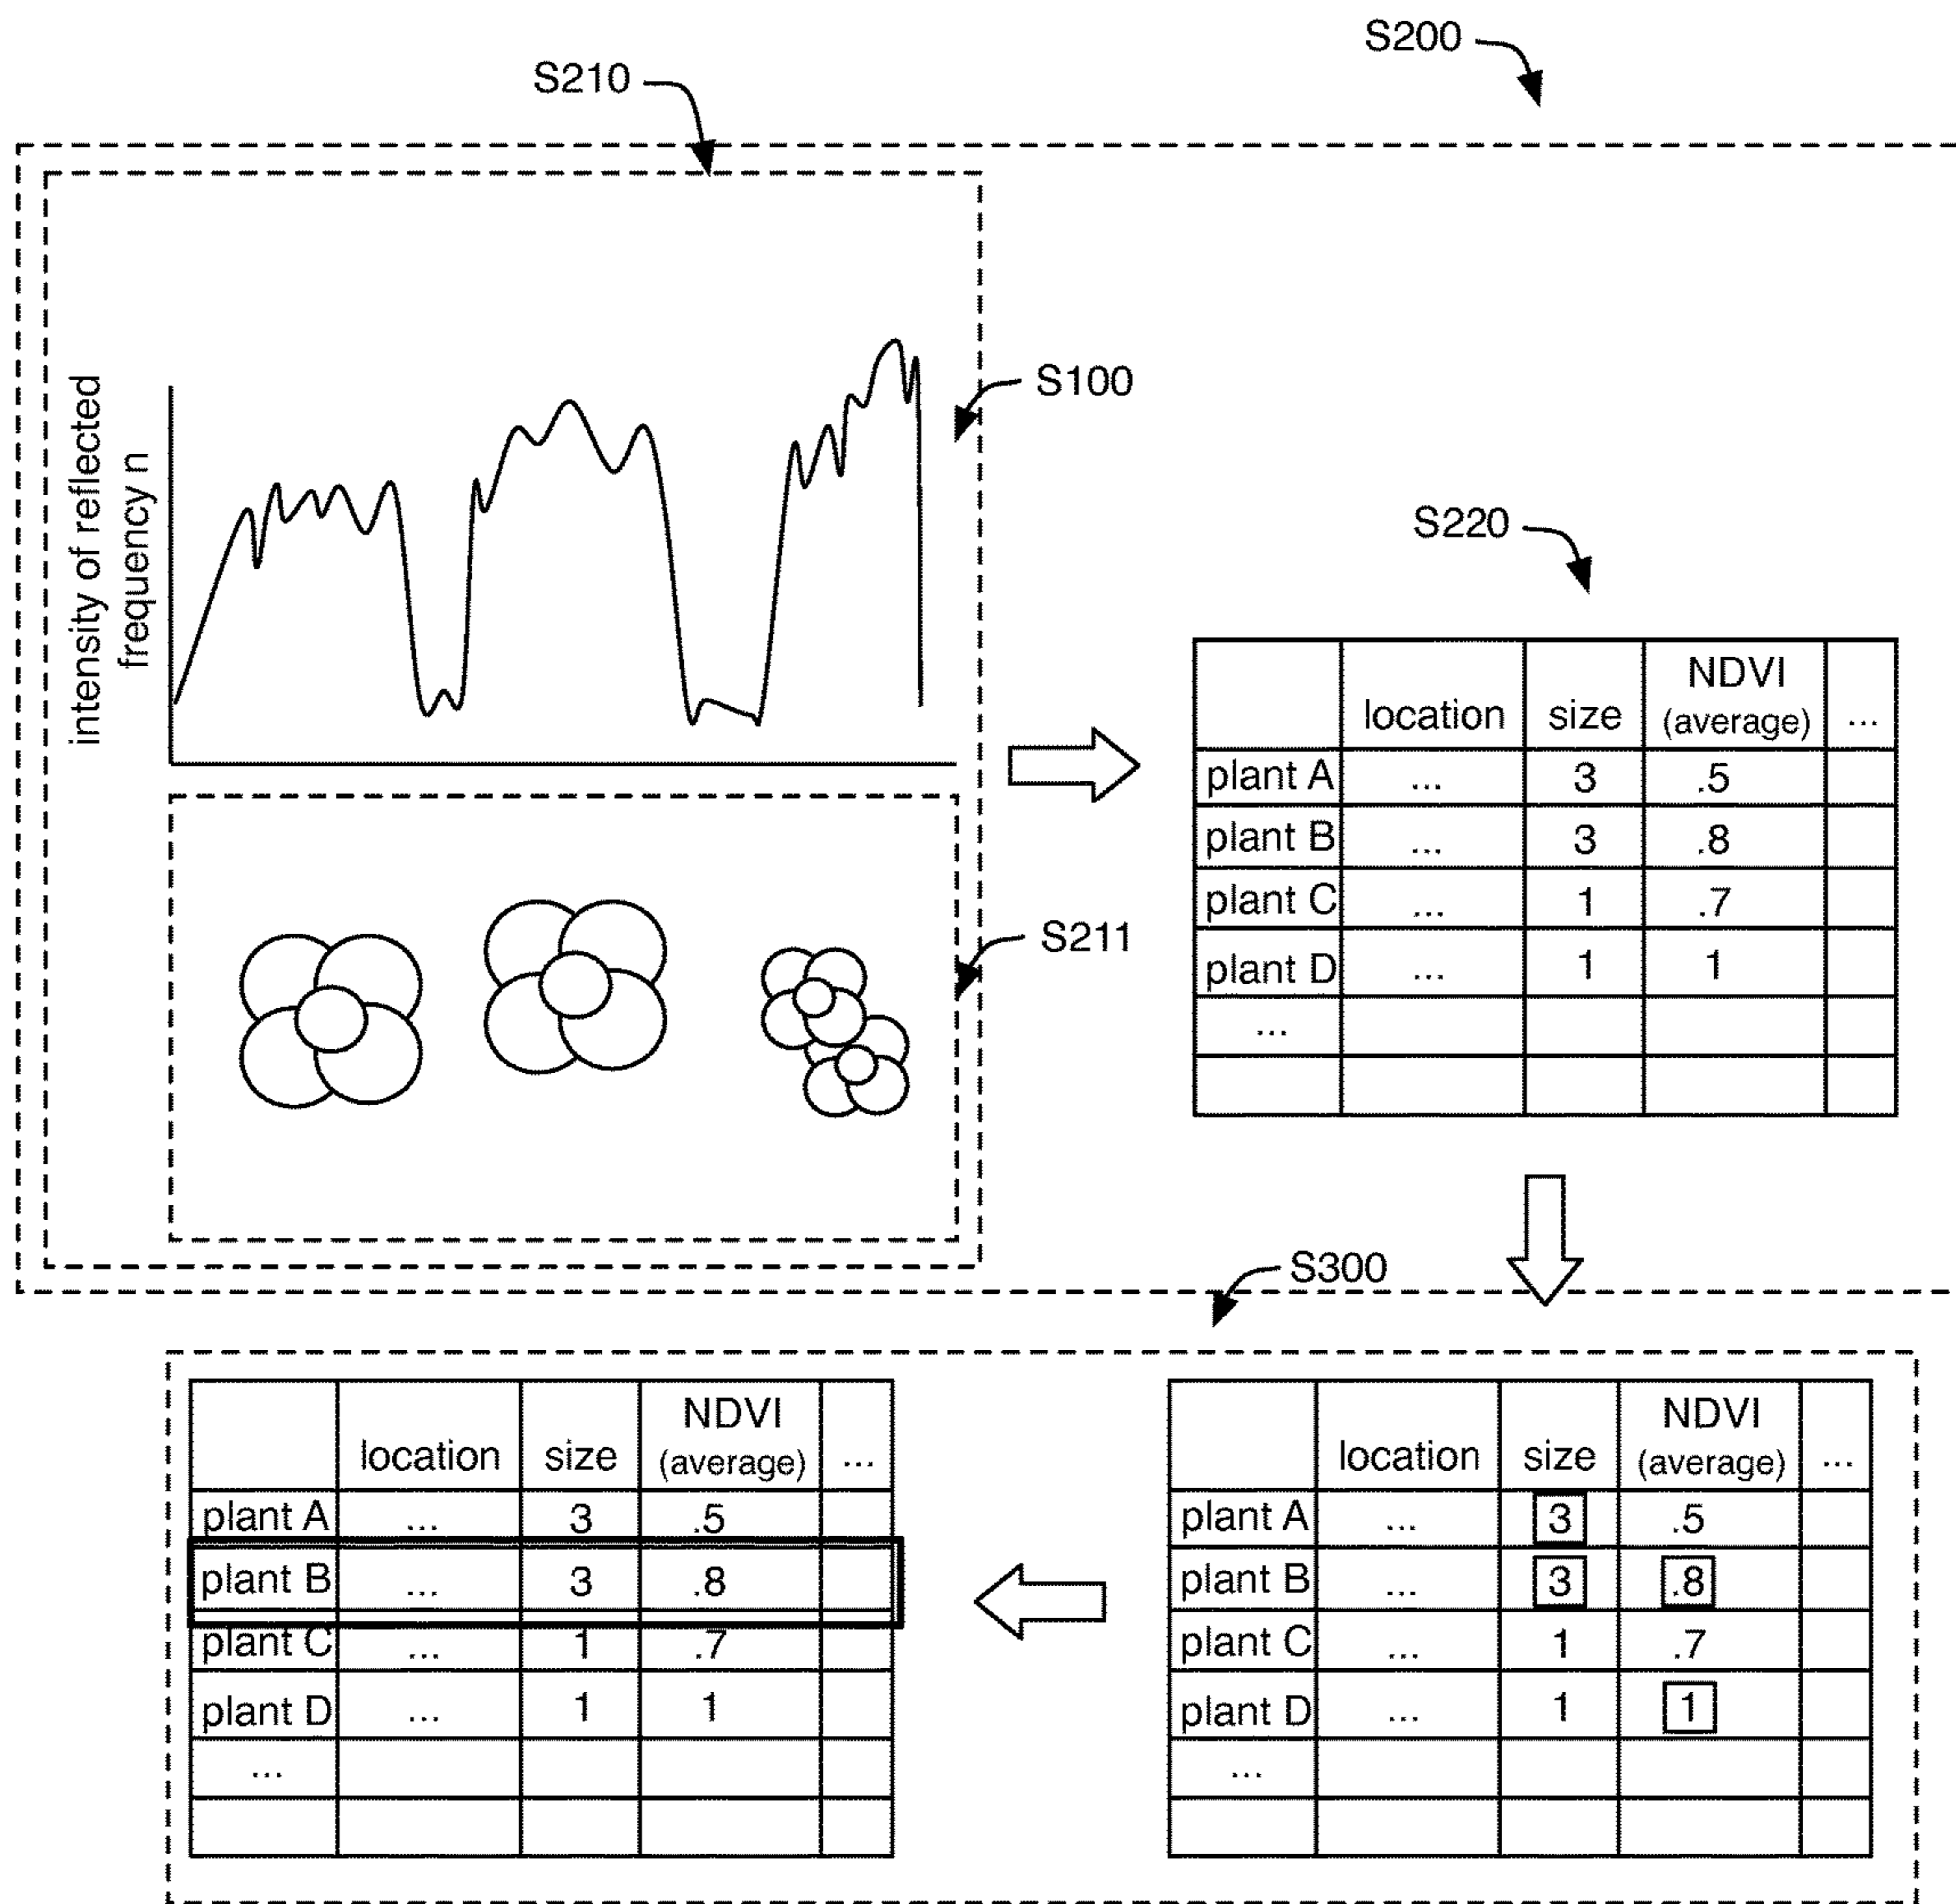 S200
S210
S100
intensity of reflected
frequency n
S220
NDVI
location size (average) ...
plant A ... 3 .5
plant B ... 3 .8
plant C ... 1 .7
plant D ... 1 1
...
S211
S300
NDVI
location size (average) ...
plant A ... 3 .5
plant B ... 3 .8
plant C ... 1 .7
plant D ... 1 1
...
NDVI
location size (average) ...
plant A ... 3 .5
plant B ... 3 .8
plant C ... 1 .7
plant D ... 1 1
...